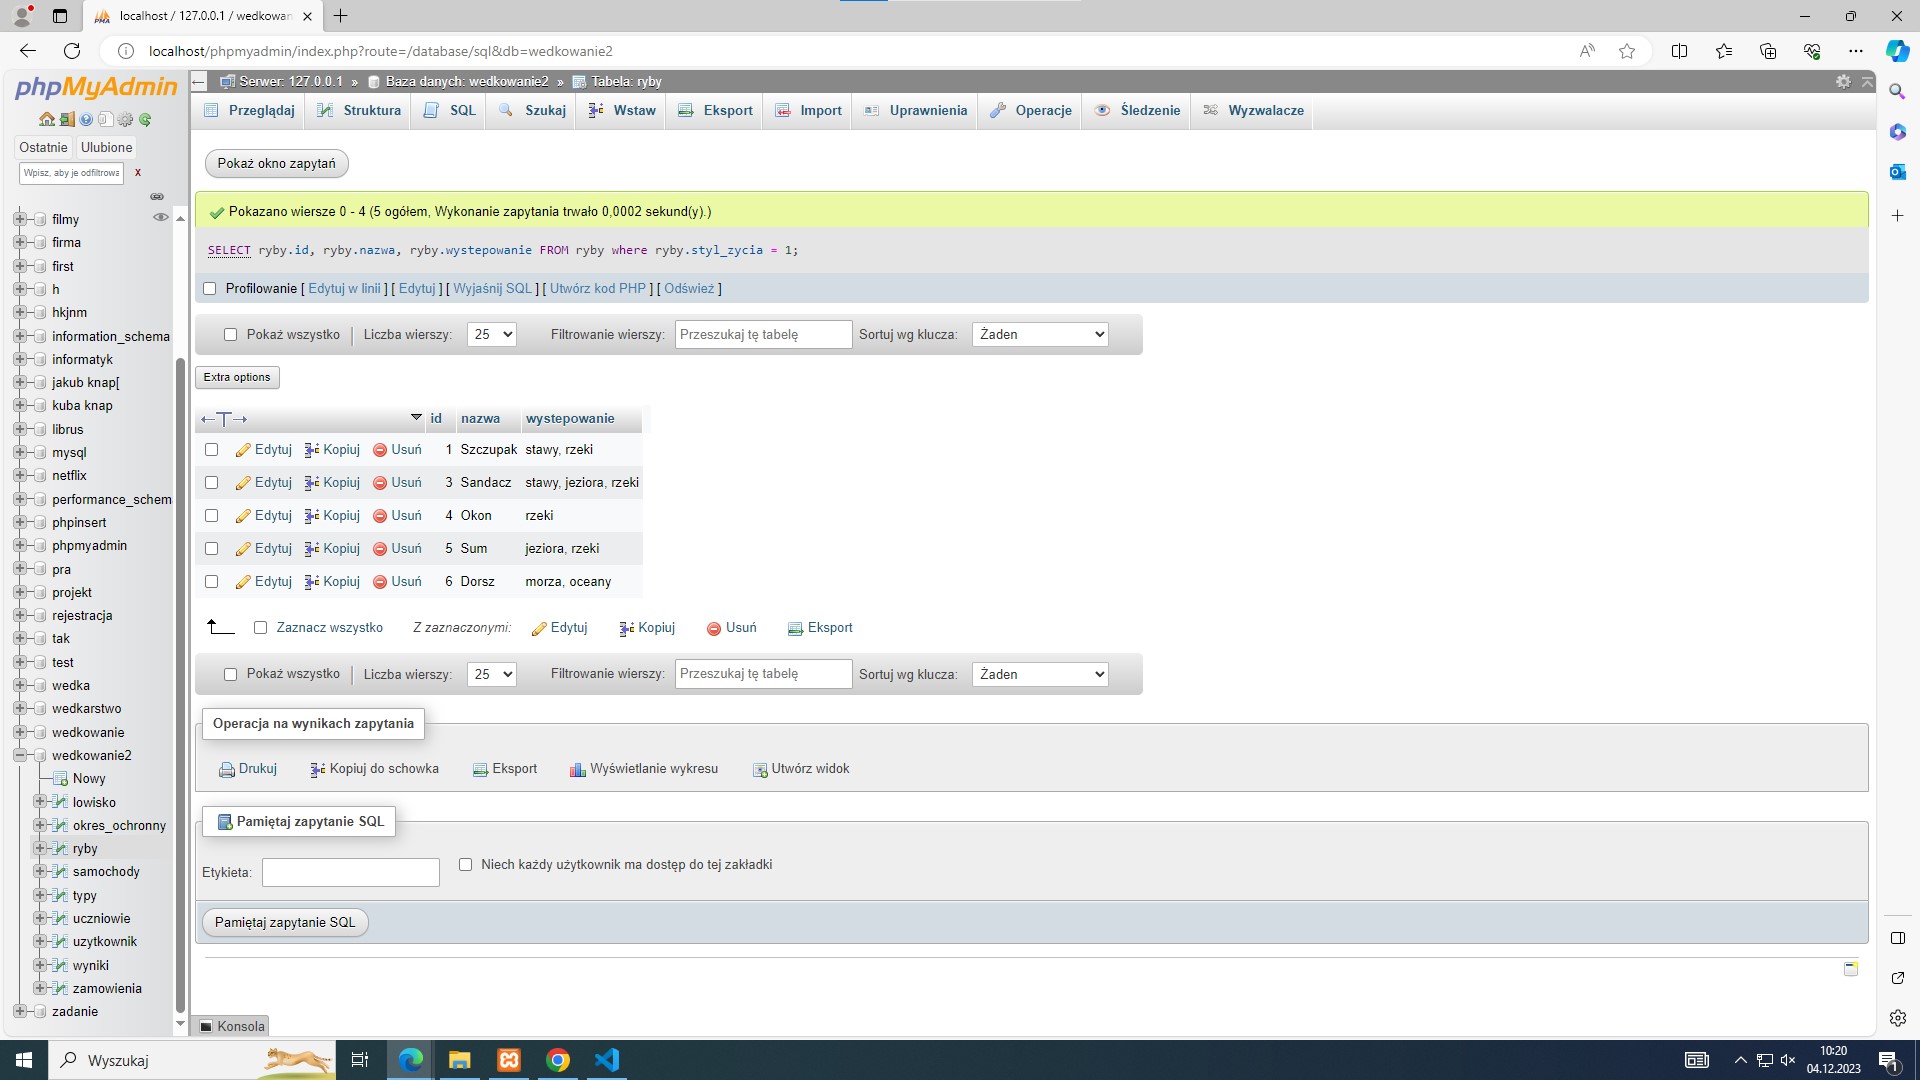 localhost / 127.0.0.1 / wedkowan
localhost/phpmyadmin/index.php?route=/database/sql&db=wedkowanie2
phpMyAdmin
Ostatnie Ulubione
Wpisz, aby je odfiltrowa X
filmy
firma
first
h
hkjnm
information_schema
informatyk
jakub knap[
kuba knap
librus
mysql
netflix
performance_schem
phpinsert
phpmyadmin
pra
projekt
rejestracja
tak
test
wedka
wedkarstwo
wedkowanie
wedkowanie2
Nowy
lowisko
okres_ochronny
ryby
samochody
typy
uczniowie
uzytkownik
wyniki
zamowienia
zadanie
Serwer: 127.0.0.1 » Baza danych: wedkowanie2 » Tabela: ryby
Przeglądaj Struktura SQL Szukaj Wstaw Eksport Import Uprawnienia Operacje Śledzenie Wyzwalacze
Pokaż okno zapytań
Pokazano wiersze 0 - 4 (5 ogółem, Wykonanie zapytania trwało 0,0002 sekund(y).)
SELECT ryby.id, ryby.nazwa, ryby.wystepowanie FROM ryby where ryby.styl_zycia = 1;
Profilowanie [ Edytuj w linii ] [ Edytuj ] [ Wyjaśnij SQL ] [ Utwórz kod PHP ] [ Odśwież ]
Pokaż wszystko Liczba wierszy: 25 Filtrowanie wierszy: Przeszukaj tę tabelę Sortuj wg klucza: Żaden
Extra options
←T→ id nazwa wystepowanie
Edytuj Kopiuj Usuń 1 Szczupak stawy, rzeki
Edytuj Kopiuj Usuń 3 Sandacz stawy, jeziora, rzeki
Edytuj Kopiuj Usuń 4 Okon rzeki
Edytuj Kopiuj Usuń 5 Sum jeziora, rzeki
Edytuj Kopiuj Usuń 6 Dorsz morza, oceany
Zaznacz wszystko Z zaznaczonymi: Edytuj Kopiuj Usuń Eksport
Pokaż wszystko Liczba wierszy: 25 Filtrowanie wierszy: Przeszukaj tę tabelę Sortuj wg klucza: Żaden
Operacja na wynikach zapytania
Drukuj Kopiuj do schowka Eksport Wyświetlanie wykresu Utwórz widok
Pamiętaj zapytanie SQL
Etykieta: Niech każdy użytkownik ma dostęp do tej zakładki
Pamiętaj zapytanie SQL
Konsola
Wyszukaj
10:20
04.12.2023
1